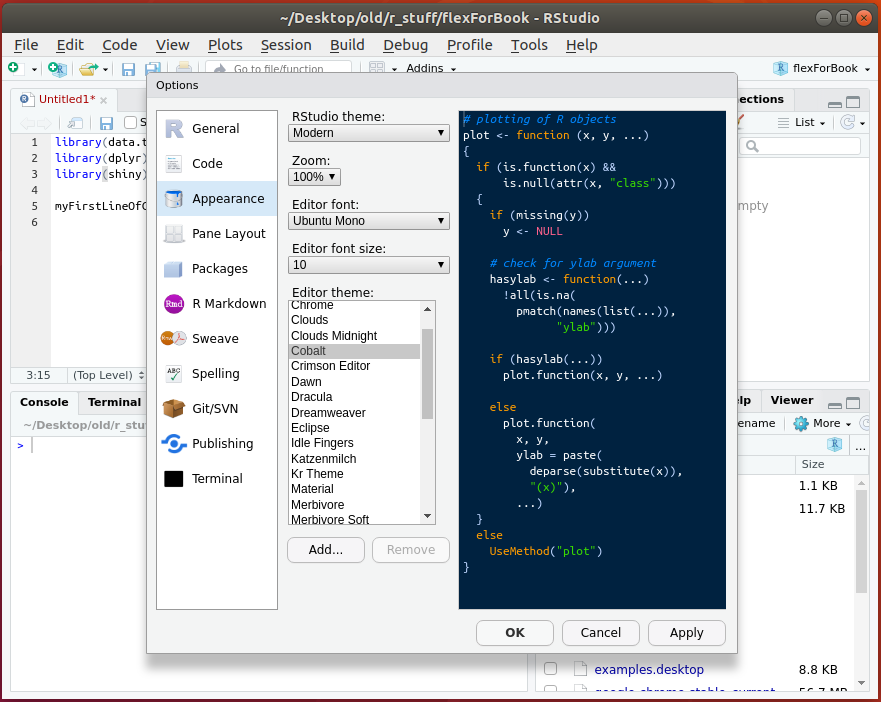 ~/Desktop/old/r_stuff/flexForBook - RStudio
File Edit Code View Plots Session Build Debug Profile Tools Help
Go to file/function
Addins
flexForBook
Options
Untitled1*
1 library(data.t
2 library(dplyr)
3 library(shiny)
4
5 myFirstLineOfC
6
3:15 (Top Level)
Console Terminal
~/Desktop/old/r_stu
>
General
Code
Appearance
Pane Layout
Packages
R Markdown
Sweave
Spelling
Git/SVN
Publishing
Terminal
RStudio theme:
Modern
Zoom:
100%
Editor font:
Ubuntu Mono
Editor font size:
10
Editor theme:
Chrome
Clouds
Clouds Midnight
Cobalt
Crimson Editor
Dawn
Dracula
Dreamweaver
Eclipse
Idle Fingers
Katzenmilch
Kr Theme
Material
Merbivore
Merbivore Soft
Add... Remove
# plotting of R objects
plot <- function (x, y, ...)
{
if (is.function(x) &&
is.null(attr(x, "class")))
{
if (missing(y))
y <- NULL
# check for ylab argument
hasylab <- function(...)
!all(is.na(
pmatch(names(list(...)),
"ylab")))
if (hasylab(...))
plot.function(x, y, ...)
else
plot.function(
x, y,
ylab = paste(
deparse(substitute(x)),
"(x)"),
...)
}
else
UseMethod("plot")
}
OK Cancel Apply
ections
List
mpty
lp Viewer
ename More
...
Size
1.1 KB
11.7 KB
examples.desktop 8.8 KB